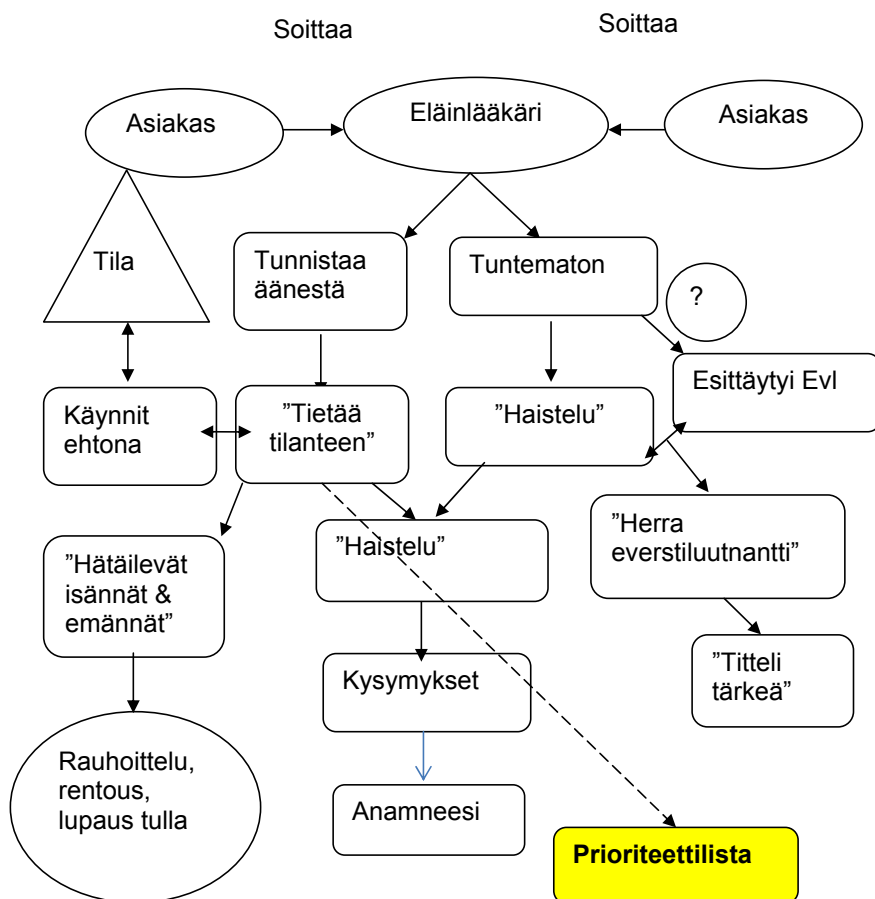 Soittaa
Soittaa
Asiakas
Eläinlääkäri
Asiakas
Tila
Tunnistaa
äänestä
Tuntematon
?
Käynnit
ehtona
”Tietää
tilanteen”
”Haistelu”
Esittäytyi Evl
”Hätäilevät
isännät &
emännät”
”Haistelu”
”Herra
everstiluutnantti”
Kysymykset
”Titteli
tärkeä”
Rauhoittelu,
rentous,
lupaus tulla
Anamneesi
Prioriteettilista